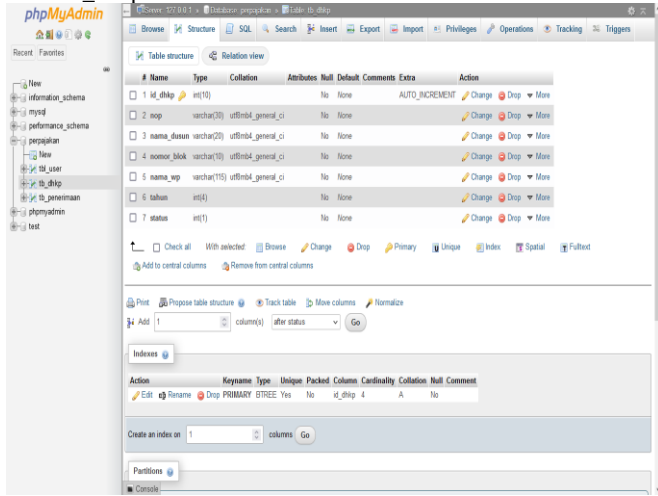 phpMyAdmin
Recent Favorites
New
information_schema
mysql
performance_schema
perpajakan
New
tbl_user
tb_dhkp
tb_penerimaan
phpmyadmin
test
Server: 127.0.0.1 » Database: perpajakan » Table: tb_dhkp
Browse Structure SQL Search Insert Export Import Privileges Operations Tracking Triggers
Table structure Relation view
# Name Type Collation Attributes Null Default Comments Extra Action
1 id_dhkp int(10) No None AUTO_INCREMENT Change Drop More
2 nop varchar(30) utf8mb4_general_ci No None Change Drop More
3 nama_dusun varchar(20) utf8mb4_general_ci No None Change Drop More
4 nomor_blok varchar(10) utf8mb4_general_ci No None Change Drop More
5 nama_wp varchar(115) utf8mb4_general_ci No None Change Drop More
6 tahun int(4) No None Change Drop More
7 status int(1) No None Change Drop More
Check all With selected: Browse Change Drop Primary Unique Index Spatial Fulltext
Add to central columns Remove from central columns
Print Propose table structure Track table Move columns Normalize
Add 1 column(s) after status Go
Indexes
Action Keyname Type Unique Packed Column Cardinality Collation Null Comment
Edit Rename Drop PRIMARY BTREE Yes No id_dhkp 4 A No
Create an index on 1 columns Go
Partitions
Console